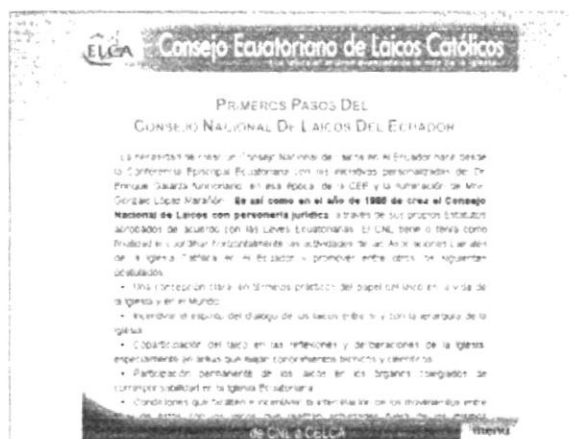 ELCA Consejo Ecuatoriano de Laicos Católicos
PRIMEROS PASOS DEL
CONSEJO NACIONAL DE LAICOS DEL ECUADOR
La necesidad de crear un Consejo Nacional de Laicos en el Ecuador nace desde
la Conferencia Episcopal Ecuatoriana con las iniciativas personalizadas del Dr.
Enrique Galarza funcionario en esa época de la CEE y la iluminación de Mons
Gonzalo López Marañón. Es así como en el año de se crea el Consejo
Nacional de Laicos con personería jurídica a través de sus propios Estatutos
aprobados de acuerdo con las Leyes Ecuatorianas. El CNL tiene o tenía como
finalidad el coordinar horizontalmente las actividades de las Asociaciones Laicales
de la Iglesia Católica en el Ecuador y promover entre otros los siguientes
postulados
• Una concepción clara en términos prácticos del papel del laico en la vida de
la Iglesia y en el Mundo
• Incentivar el espíritu del diálogo de los laicos entre sí y con la jerarquía de la
Iglesia
• Coparticipación del laico en las reflexiones y deliberaciones de la Iglesia,
especialmente en áreas que exijan conocimientos técnicos y científicos
• Participación permanente de los laicos en los órganos colegiados de
corresponsabilidad en la Iglesia Ecuatoriana
• Condiciones que faciliten e incentiven la interrelación de los movimientos entre
de CNL a CELCA